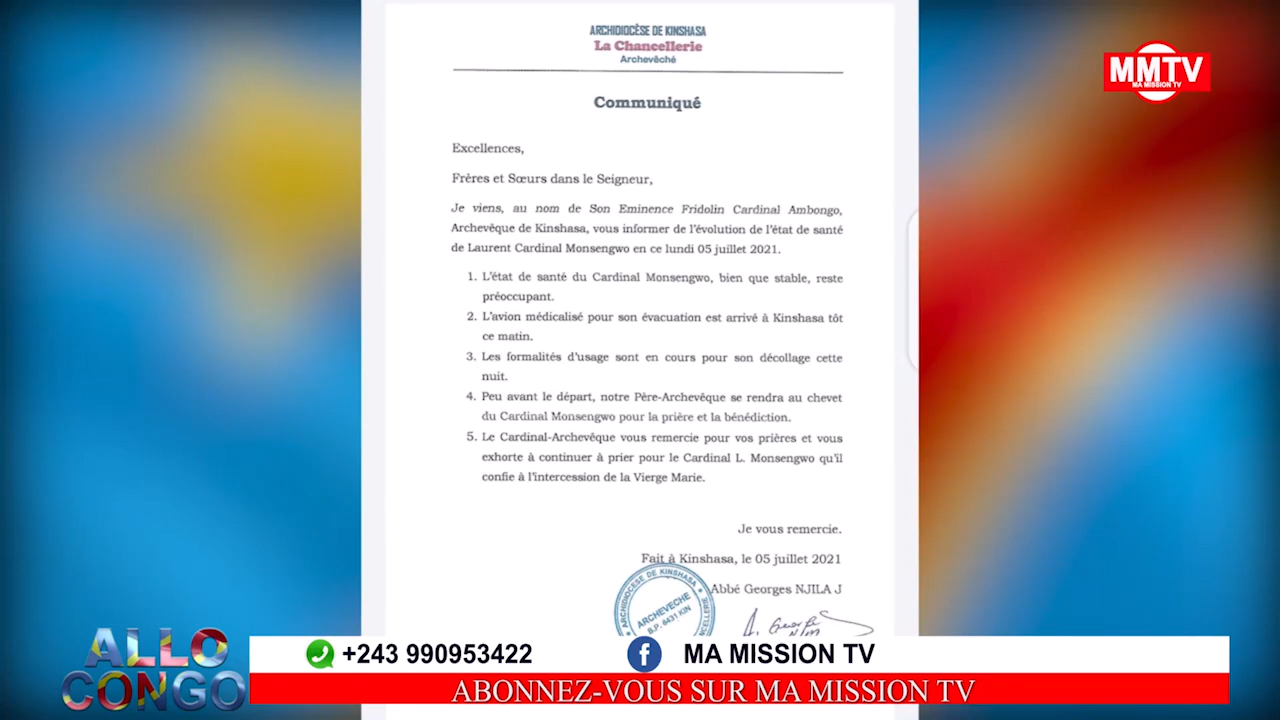 ARCHIDIOCÈSE DE KINSHASA
La Chancellerie
Archevêché
Communiqué
Excellences,
Frères et Sœurs dans le Seigneur,
Je viens, au nom de Son Eminence Fridolin Cardinal Ambongo,
Archevêque de Kinshasa, vous informer de l'évolution de l'état de santé
de Laurent Cardinal Monsengwo en ce lundi 05 juillet 2021.
1. L'état de santé du Cardinal Monsengwo, bien que stable, reste
préoccupant.
2. L'avion médicalisé pour son évacuation est arrivé à Kinshasa tôt
ce matin.
3. Les formalités d'usage sont en cours pour son décollage cette
nuit.
4. Peu avant le départ, notre Père-Archevêque se rendra au chevet
du Cardinal Monsengwo pour la prière et la bénédiction.
5. Le Cardinal-Archevêque vous remercie pour vos prières et vous
exhorte à continuer à prier pour le Cardinal L. Monsengwo qu'il
confie à l'intercession de la Vierge Marie.
Je vous remercie.
Fait à Kinshasa, le 05 juillet 2021
Abbé Georges NJILA J
ARCHIDIOCÈSE DE KINSHASA
ARCHEVECHE
B.P. 8431 KIN
MMTV
MA MISSION TV
ALLO
CONGO
+243 990953422
MA MISSION TV
ABONNEZ-VOUS SUR MA MISSION TV